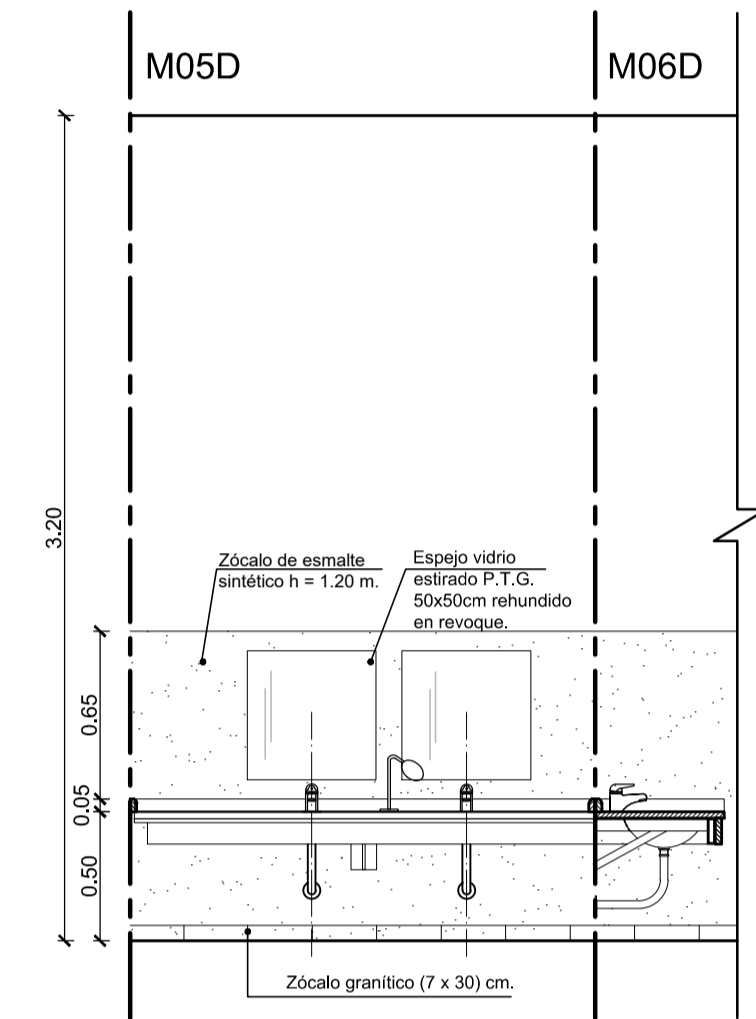 M05D
M06D
3.20
Zócalo de esmalte
sintético h = 1.20 m.
Espejo vidrio
estirado P.T.G.
50x50cm rehundido
en revoque.
0.65
0.05
0.50
Zócalo granítico (7 x 30) cm.